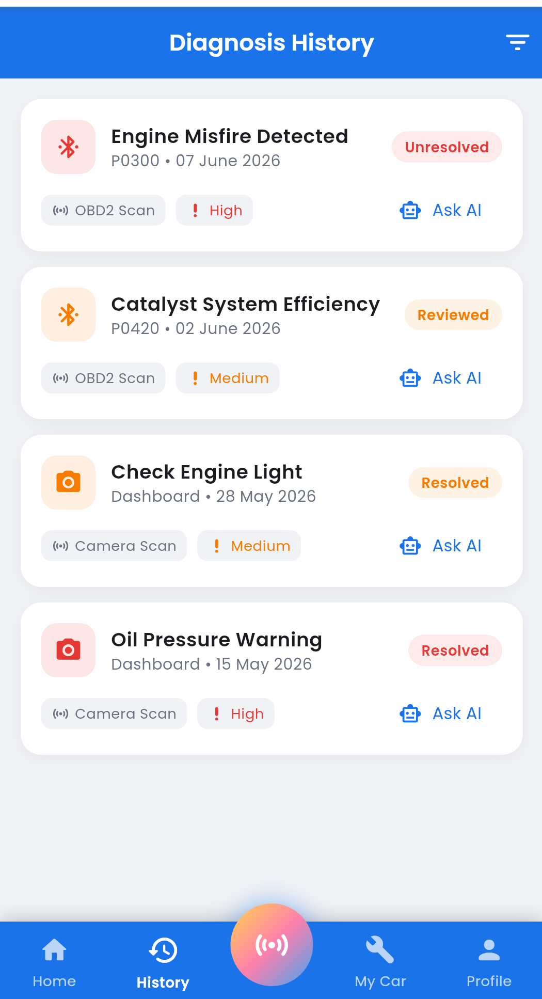 Diagnosis History
Engine Misfire Detected
P0300 • 07 June 2026
Unresolved
OBD2 Scan
High
Ask AI
Catalyst System Efficiency
P0420 • 02 June 2026
Reviewed
OBD2 Scan
Medium
Ask AI
Check Engine Light
Dashboard • 28 May 2026
Resolved
Camera Scan
Medium
Ask AI
Oil Pressure Warning
Dashboard • 15 May 2026
Resolved
Camera Scan
High
Ask AI
Home
History
My Car
Profile